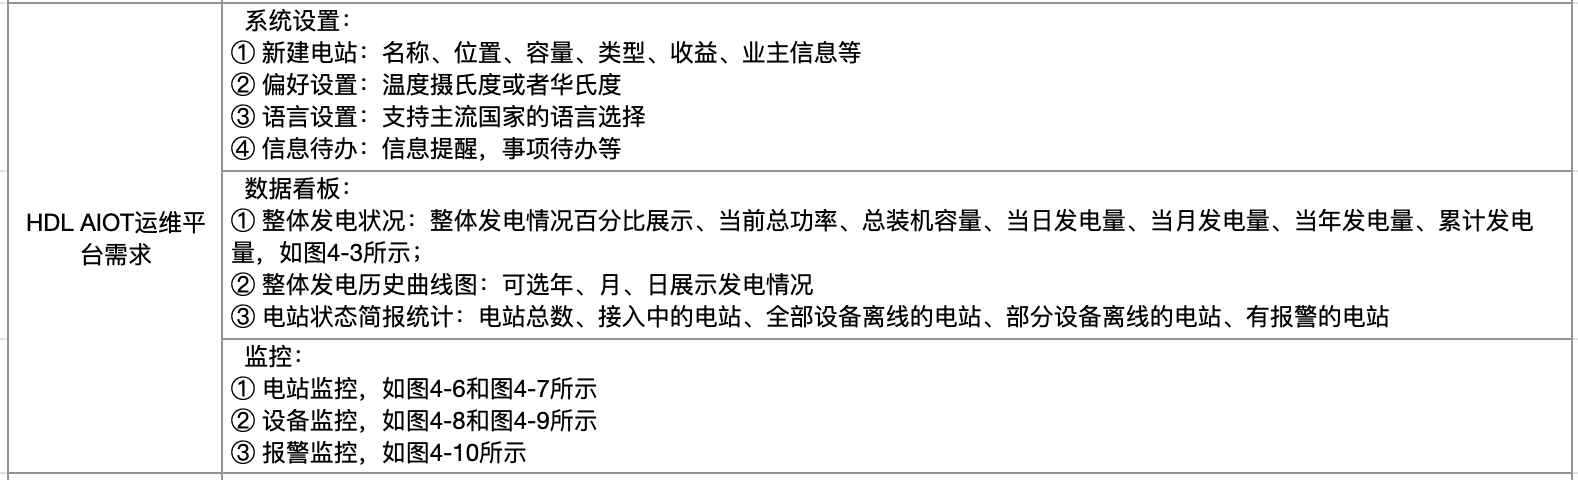 HDL AIOT运维平
台需求
系统设置：
① 新建电站：名称、位置、容量、类型、收益、业主信息等
② 偏好设置：温度摄氏度或者华氏度
③ 语言设置：支持主流国家的语言选择
④ 信息待办：信息提醒，事项待办等
数据看板：
① 整体发电状况：整体发电情况百分比展示、当前总功率、总装机容量、当日发电量、当月发电量、当年发电量、累计发电
量，如图4-3所示；
② 整体发电历史曲线图：可选年、月、日展示发电情况
③ 电站状态简报统计：电站总数、接入中的电站、全部设备离线的电站、部分设备离线的电站、有报警的电站
监控：
① 电站监控，如图4-6和图4-7所示
② 设备监控，如图4-8和图4-9所示
③ 报警监控，如图4-10所示